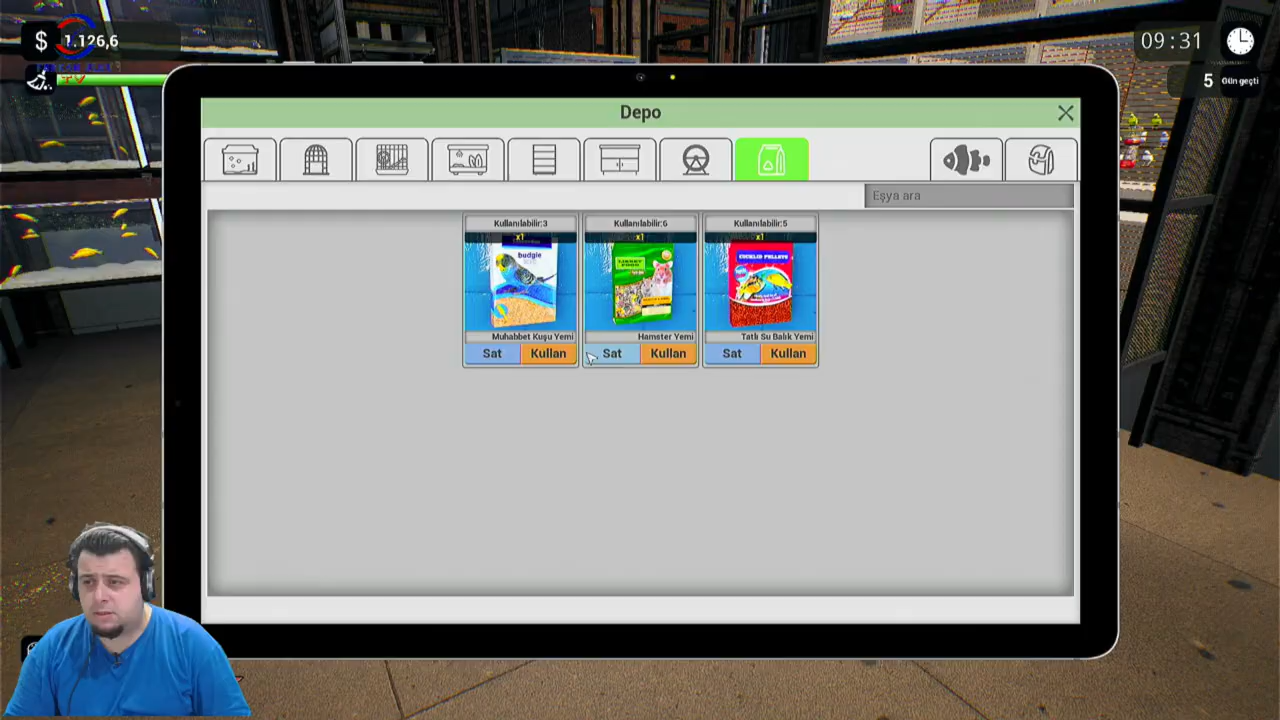 $ 1.126,6
09:31
5 Gün geçti
Depo
Eşya ara
Kullanılabilir:3
Kullanılabilir:6
Kullanılabilir:5
x1
x1
x1
budgie
CUCKLID PELLETS
Muhabbet Kuşu Yemi
Hamster Yemi
Tatlı Su Balık Yemi
Sat
Kullan
Sat
Kullan
Sat
Kullan